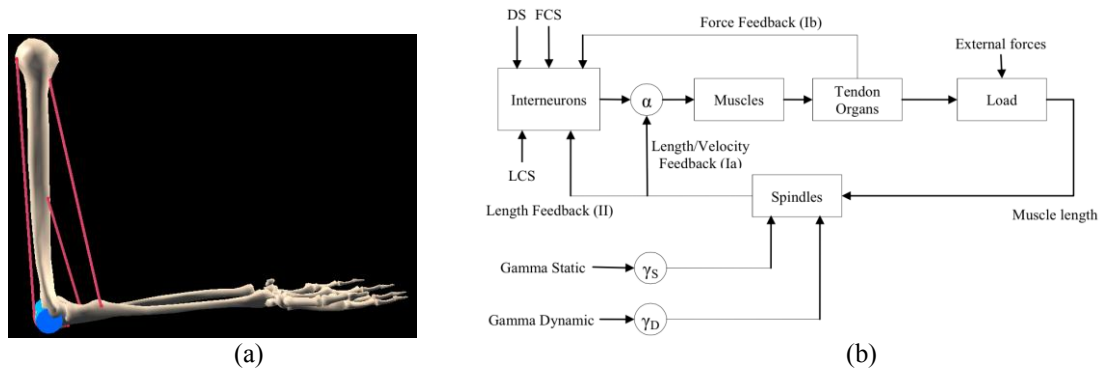 DS FCS
Force Feedback (Ib)
External forces
Interneurons
α
Muscles
Tendon
Organs
Load
Length/Velocity
Feedback (Ia)
LCS
Spindles
Length Feedback (II)
Muscle length
Gamma Static
γS
Gamma Dynamic
γD
(a)
(b)